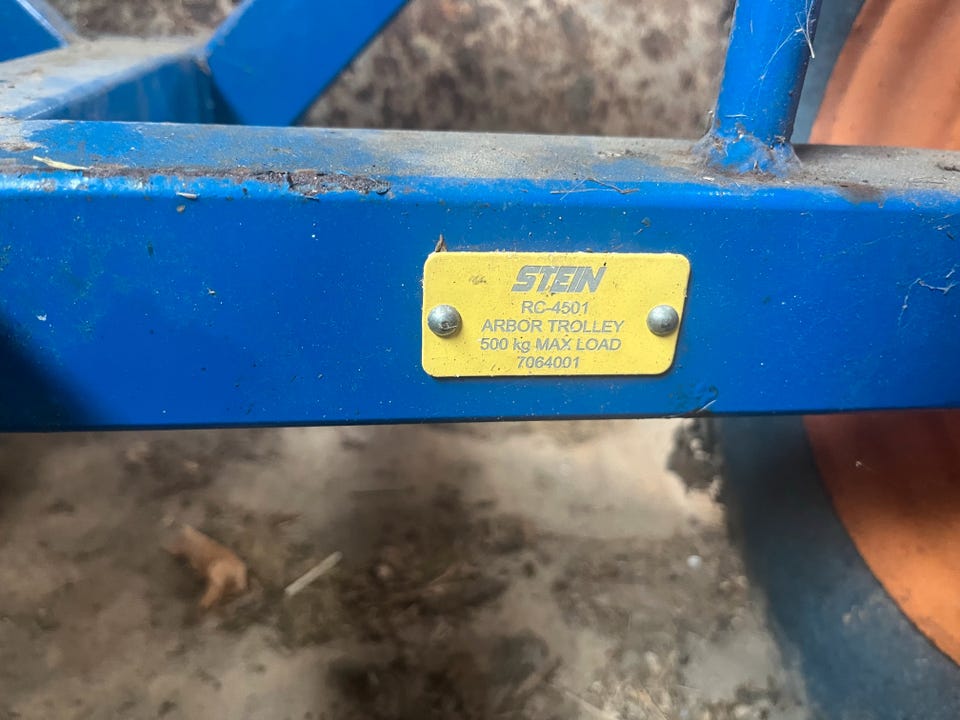 STEIN
RC-4501
ARBOR TROLLEY
500 kg MAX LOAD
7064001